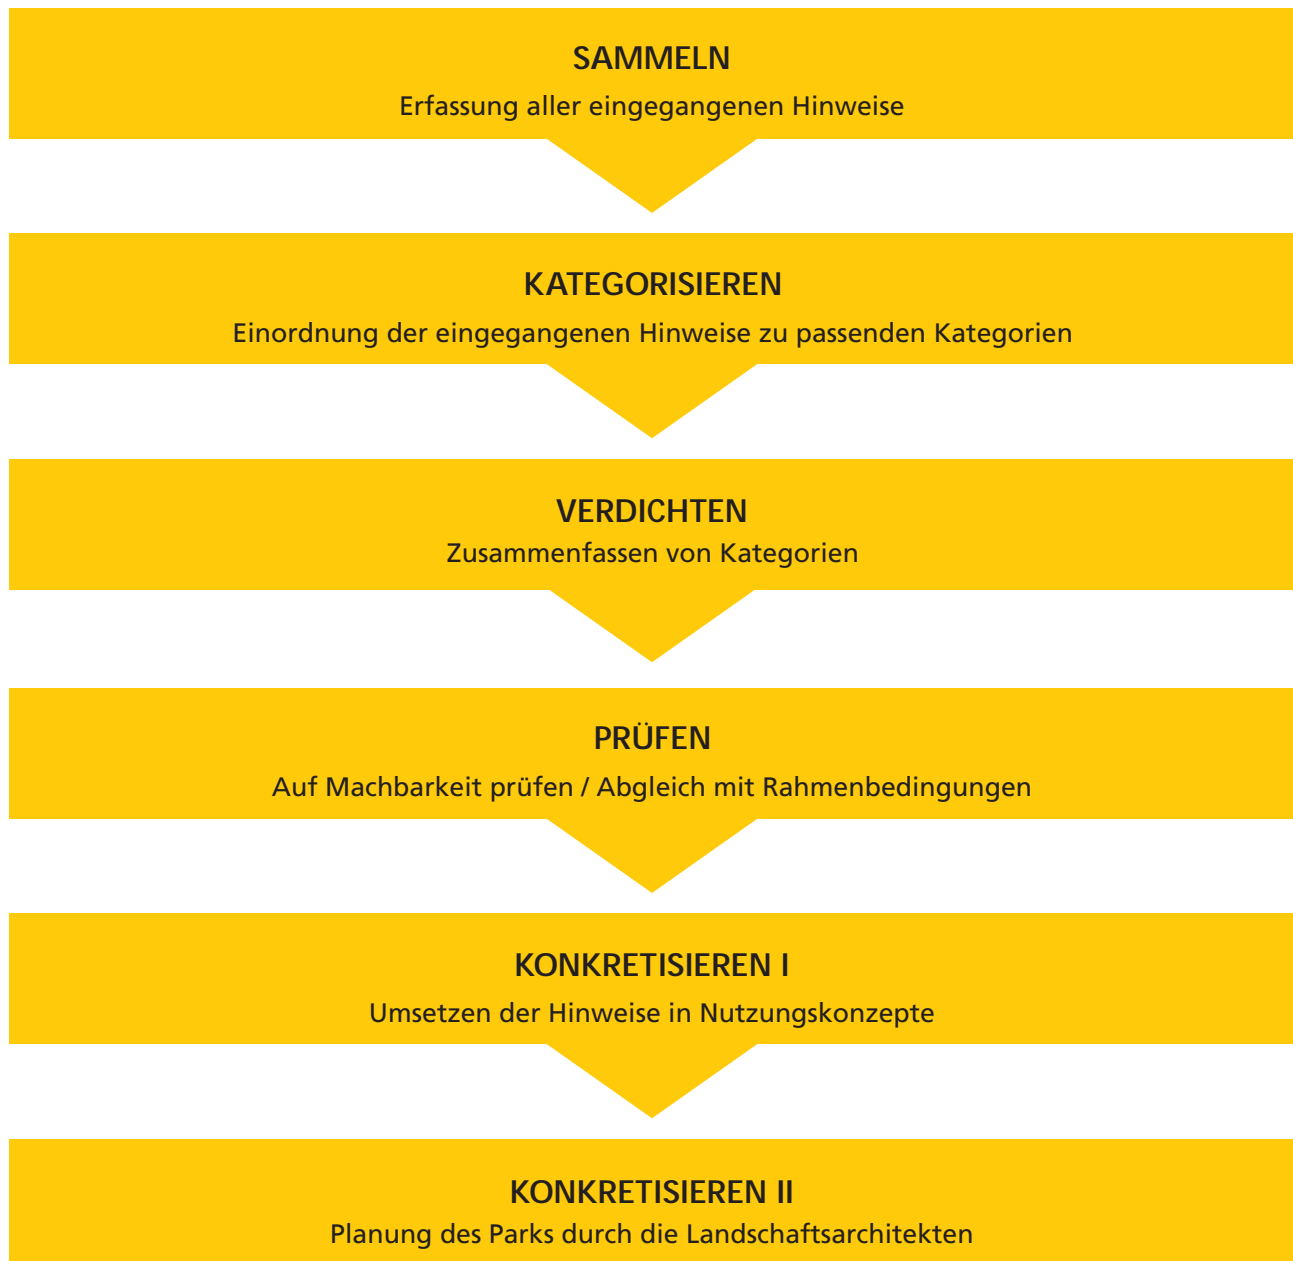 SAMMELN
Erfassung aller eingegangenen Hinweise
KATEGORISIEREN
Einordnung der eingegangenen Hinweise zu passenden Kategorien
VERDICHTEN
Zusammenfassen von Kategorien
PRÜFEN
Auf Machbarkeit prüfen / Abgleich mit Rahmenbedingungen
KONKRETISIEREN I
Umsetzen der Hinweise in Nutzungskonzepte
KONKRETISIEREN II
Planung des Parks durch die Landschaftsarchitekten